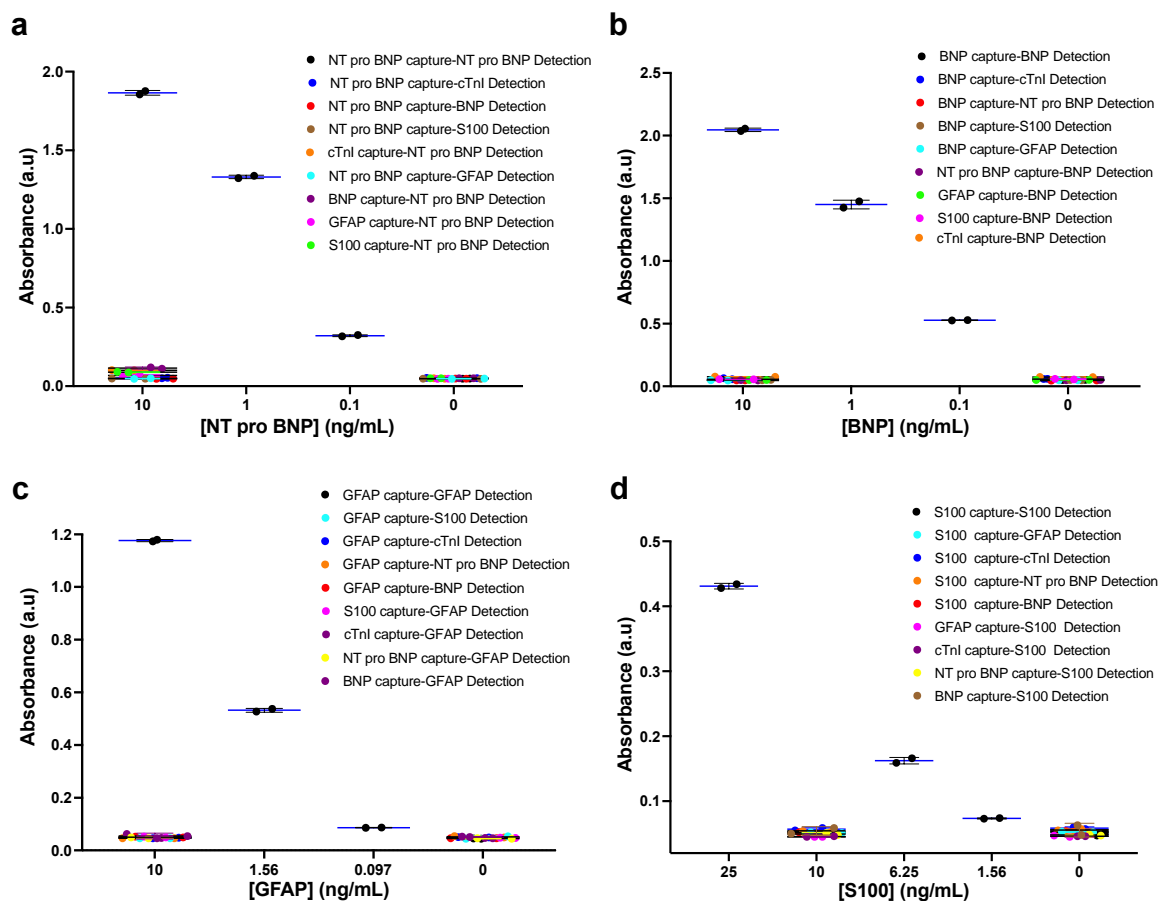 a
NT pro BNP capture-NT pro BNP Detection
NT pro BNP capture-cTnI Detection
NT pro BNP capture-BNP Detection
NT pro BNP capture-S100 Detection
cTnI capture-NT pro BNP Detection
NT pro BNP capture-GFAP Detection
BNP capture-NT pro BNP Detection
GFAP capture-NT pro BNP Detection
S100 capture-NT pro BNP Detection
Absorbance (a.u)
2.0
1.5
1.0
0.5
0.0
10 1 0.1 0
[NT pro BNP] (ng/mL)
b
BNP capture-BNP Detection
BNP capture-cTnI Detection
BNP capture-NT pro BNP Detection
BNP capture-S100 Detection
BNP capture-GFAP Detection
NT pro BNP capture-BNP Detection
GFAP capture-BNP Detection
S100 capture-BNP Detection
cTnI capture-BNP Detection
Absorbance (a.u)
2.5
2.0
1.5
1.0
0.5
0.0
10 1 0.1 0
[BNP] (ng/mL)
c
GFAP capture-GFAP Detection
GFAP capture-S100 Detection
GFAP capture-cTnI Detection
GFAP capture-NT pro BNP Detection
GFAP capture-BNP Detection
S100 capture-GFAP Detection
cTnI capture-GFAP Detection
NT pro BNP capture-GFAP Detection
BNP capture-GFAP Detection
Absorbance (a.u)
1.2
1.0
0.8
0.6
0.4
0.2
0.0
10 1.56 0.097 0
[GFAP] (ng/mL)
d
S100 capture-S100 Detection
S100 capture-GFAP Detection
S100 capture-cTnI Detection
S100 capture-NT pro BNP Detection
S100 capture-BNP Detection
GFAP capture-S100 Detection
cTnI capture-S100 Detection
NT pro BNP capture-S100 Detection
BNP capture-S100 Detection
Absorbance (a.u)
0.5
0.4
0.3
0.2
0.1
25 10 6.25 1.56 0
[S100] (ng/mL)